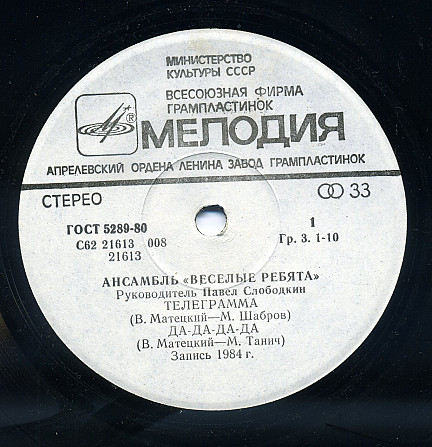 МИНИСТЕРСТВО
КУЛЬТУРЫ СССР
ВСЕСОЮЗНАЯ ФИРМА
ГРАМПЛАСТИНОК
® МЕЛОДИЯ
АПРЕЛЕВСКИЙ ОРДЕНА ЛЕНИНА ЗАВОД ГРАМПЛАСТИНОК
СТЕРЕО 33
ГОСТ 5289-80 1
С62 21613 008 Гр. 3. 1-10
21613
АНСАМБЛЬ «ВЕСЕЛЫЕ РЕБЯТА»
Руководитель Павел Слободкин
ТЕЛЕГРАММА
(В. Матецкий—М. Шабров)
ДА-ДА-ДА-ДА
(В. Матецкий—М. Танич)
Запись 1984 г.